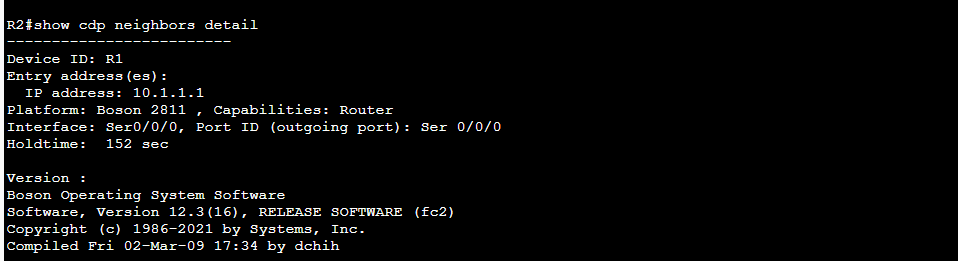 R2#show cdp neighbors detail
-------------------------
Device ID: R1
Entry address(es):
  IP address: 10.1.1.1
Platform: Boson 2811 , Capabilities: Router
Interface: Ser0/0/0, Port ID (outgoing port): Ser 0/0/0
Holdtime:  152 sec

Version :
Boson Operating System Software
Software, Version 12.3(16), RELEASE SOFTWARE (fc2)
Copyright (c) 1986-2021 by Systems, Inc.
Compiled Fri 02-Mar-09 17:34 by dchih